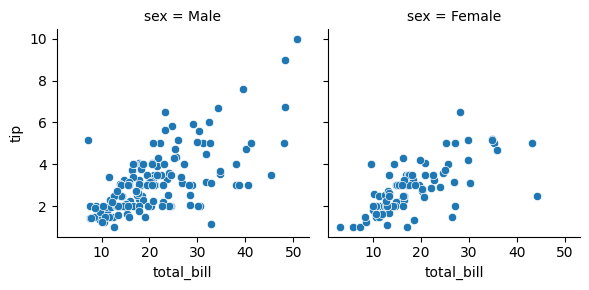 sex = Male
sex = Female
10
8
6
4
2
tip
10 20 30 40 50
10 20 30 40 50
total_bill
total_bill